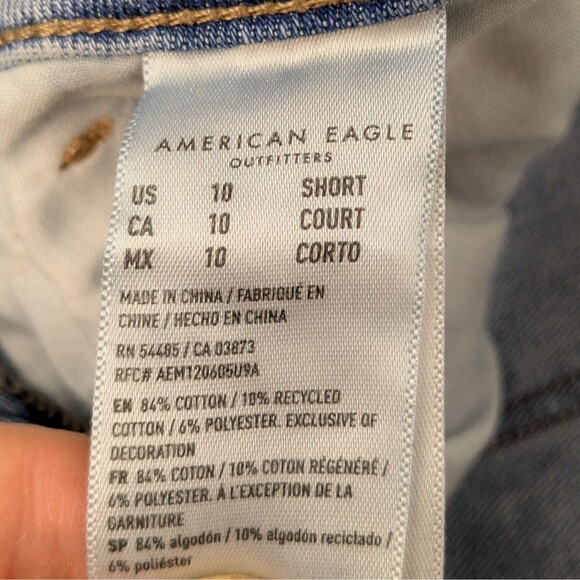 AMERICAN EAGLE
OUTFITTERS
US 10 SHORT
CA 10 COURT
MX 10 CORTO
MADE IN CHINA / FABRIQUÉ EN
CHINE / HECHO EN CHINA
RN 54485 / CA 03873
RFC# AEM120605U9A
EN 84% COTTON / 10% RECYCLED
COTTON / 6% POLYESTER. EXCLUSIVE OF
DECORATION
FR 84% COTON / 10% COTON RÉGÉNÉRÉ /
6% POLYESTER. À L'EXCEPTION DE LA
GARNITURE
SP 84% algodón / 10% algodón reciclado /
6% poliéster